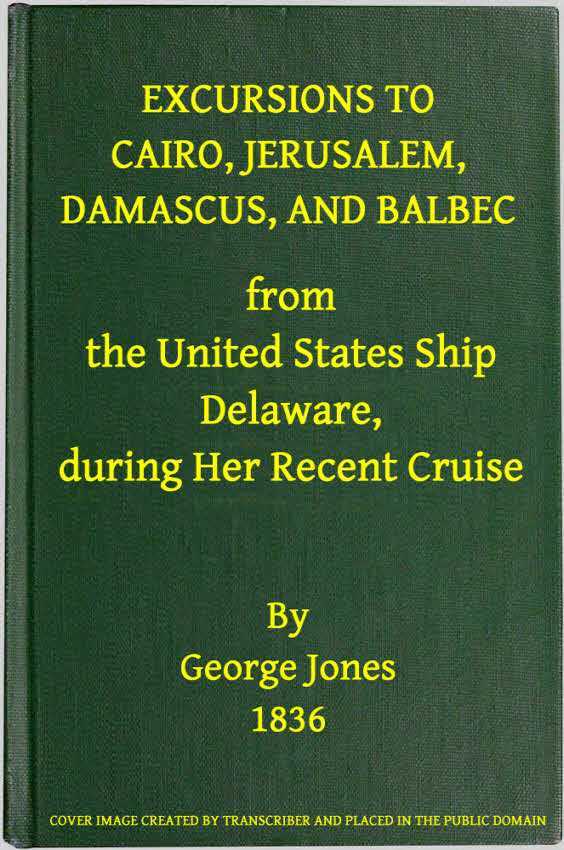 EXCURSIONS TO
CAIRO, JERUSALEM,
DAMASCUS, AND BALBEC
from
the United States Ship
Delaware,
during Her Recent Cruise
By
George Jones
1836
COVER IMAGE CREATED BY TRANSCRIBER AND PLACED IN THE PUBLIC DOMAIN